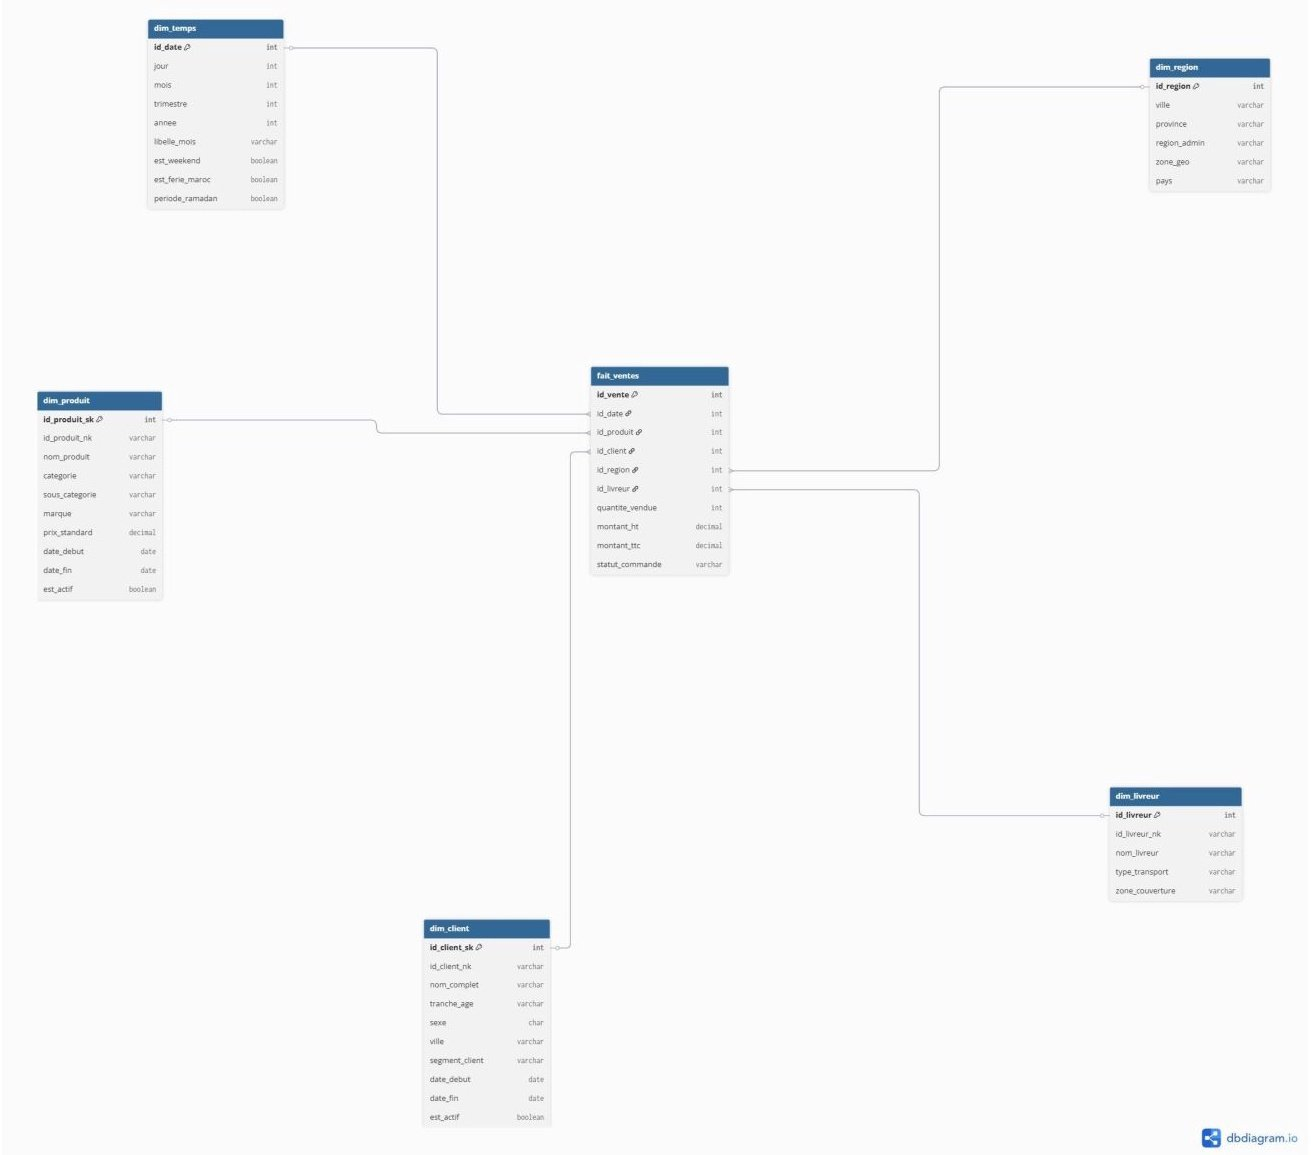 dim_temps
id_date int
jour int
mois int
trimestre int
annee int
libelle_mois varchar
est_weekend boolean
est_ferie_maroc boolean
periode_ramadan boolean
dim_region
id_region int
ville varchar
province varchar
region_admin varchar
zone_geo varchar
pays varchar
fait_ventes
id_vente int
id_date int
id_produit int
id_client int
id_region int
id_livreur int
quantite_vendue int
montant_ht decimal
montant_ttc decimal
statut_commande varchar
dim_produit
id_produit_sk int
id_produit_nk varchar
nom_produit varchar
categorie varchar
sous_categorie varchar
marque varchar
prix_standard decimal
date_debut date
date_fin date
est_actif boolean
dim_livreur
id_livreur int
id_livreur_nk varchar
nom_livreur varchar
type_transport varchar
zone_couverture varchar
dim_client
id_client_sk int
id_client_nk varchar
nom_complet varchar
tranche_age varchar
sexe char
ville varchar
segment_client varchar
date_debut date
date_fin date
est_actif boolean
dbdiagram.io